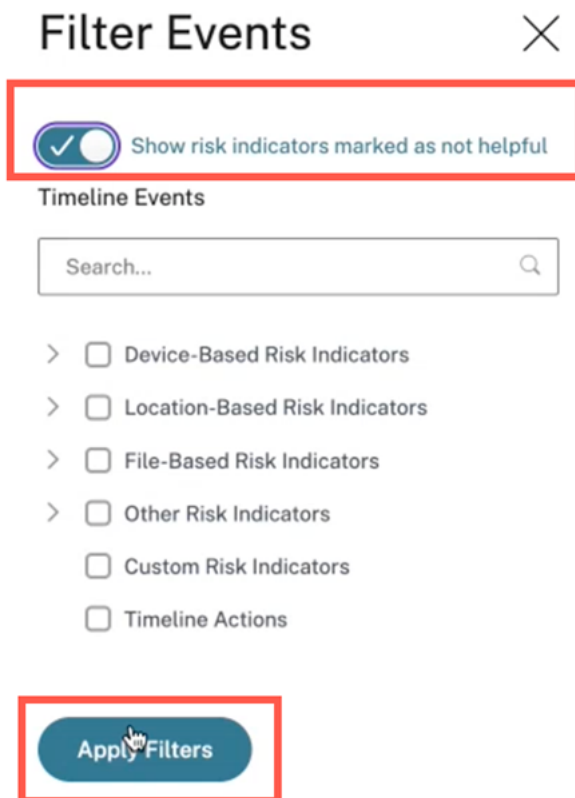 Filter Events
Show risk indicators marked as not helpful
Timeline Events
Search...
Device-Based Risk Indicators
Location-Based Risk Indicators
File-Based Risk Indicators
Other Risk Indicators
Custom Risk Indicators
Timeline Actions
Apply Filters